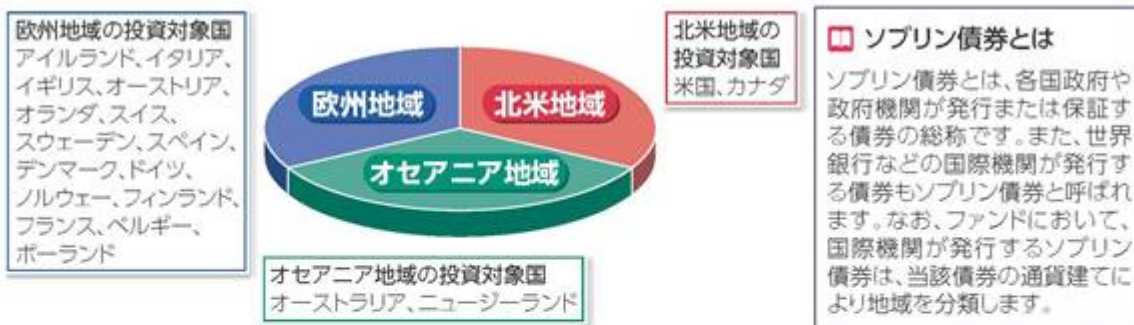 欧州地域の投資対象国
アイルランド、イタリア、
イギリス、オーストリア、
オランダ、スイス、
スウェーデン、スペイン、
デンマーク、ドイツ、
ノルウェー、フィンランド、
フランス、ベルギー、
ポーランド
欧州地域
北米地域
オセアニア地域
北米地域の
投資対象国
米国、カナダ
オセアニア地域の投資対象国
オーストラリア、ニュージーランド
ソブリン債券とは
ソブリン債券とは、各国政府や
政府機関が発行または保証す
る債券の総称です。また、世界
銀行などの国際機関が発行す
る債券もソブリン債券と呼ばれ
ます。なお、ファンドにおいて、
国際機関が発行するソブリン
債券は、当該債券の通貨建てに
より地域を分類します。